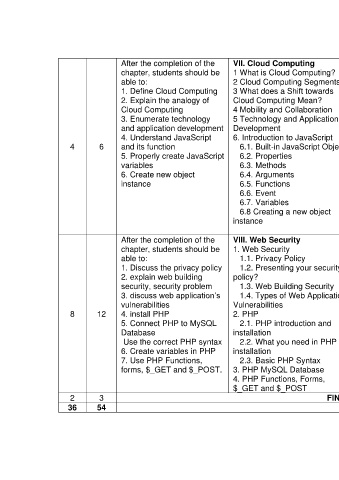 After the completion of the
chapter, students should be
able to:
1. Define Cloud Computing
2. Explain the analogy of
Cloud Computing
3. Enumerate technology
and application development
4. Understand JavaScript
and its function
5. Properly create JavaScript
variables
6. Create new object
instance
4
6
VII. Cloud Computing
1 What is Cloud Computing?
2 Cloud Computing Segments
3 What does a Shift towards
Cloud Computing Mean?
4 Mobility and Collaboration
5 Technology and Application
Development
6. Introduction to JavaScript
6.1. Built-in JavaScript Obje
6.2. Properties
6.3. Methods
6.4. Arguments
6.5. Functions
6.6. Event
6.7. Variables
6.8 Creating a new object
instance
8
12
After the completion of the
chapter, students should be
able to:
1. Discuss the privacy policy
2. explain web building
security, security problem
3. discuss web application's
vulnerabilities
4. install PHP
5. Connect PHP to MySQL
Database
Use the correct PHP syntax
6. Create variables in PHP
7. Use PHP Functions,
forms, $_GET and $_POST.
VIII. Web Security
1. Web Security
1.1. Privacy Policy
1.2. Presenting your security
policy?
1.3. Web Building Security
1.4. Types of Web Applicatio
Vulnerabilities
2. PHP
2.1. PHP introduction and
installation
2.2. What you need in PHP
installation
2.3. Basic PHP Syntax
3. PHP MySQL Database
4. PHP Functions, Forms,
$_GET and $_POST
2
3
FIN
36
54